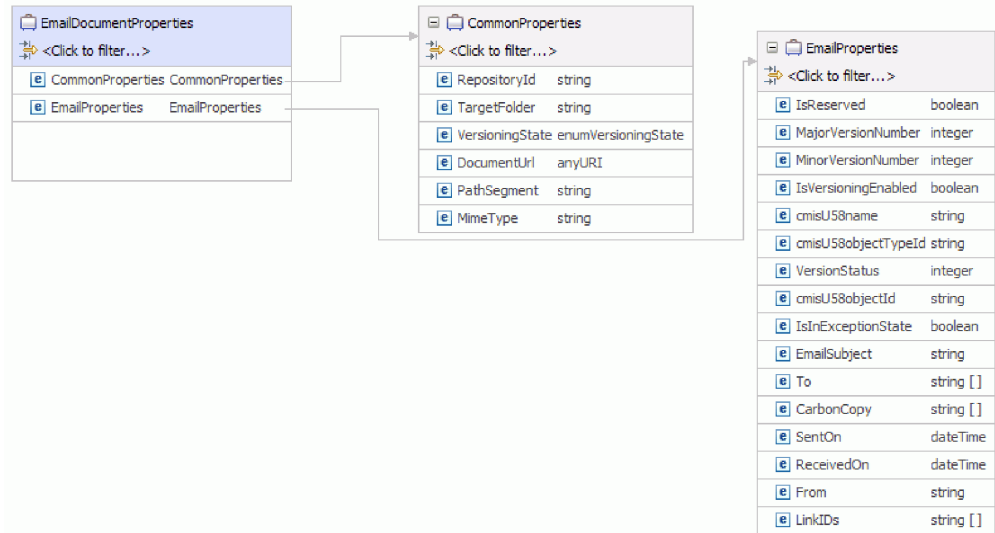 EmailDocumentProperties
<Click to filter...>
CommonProperties CommonProperties
EmailProperties EmailProperties
CommonProperties
<Click to filter...>
RepositoryId string
TargetFolder string
VersioningState enumVersioningState
DocumentUrl anyURI
PathSegment string
MimeType string
EmailProperties
<Click to filter...>
IsReserved boolean
MajorVersionNumber integer
MinorVersionNumber integer
IsVersioningEnabled boolean
cmisU58name string
cmisU58objectTypeId string
VersionStatus integer
cmisU58objectId string
IsInExceptionState boolean
EmailSubject string
To string []
CarbonCopy string []
SentOn dateTime
ReceivedOn dateTime
From string
LinkIDs string []